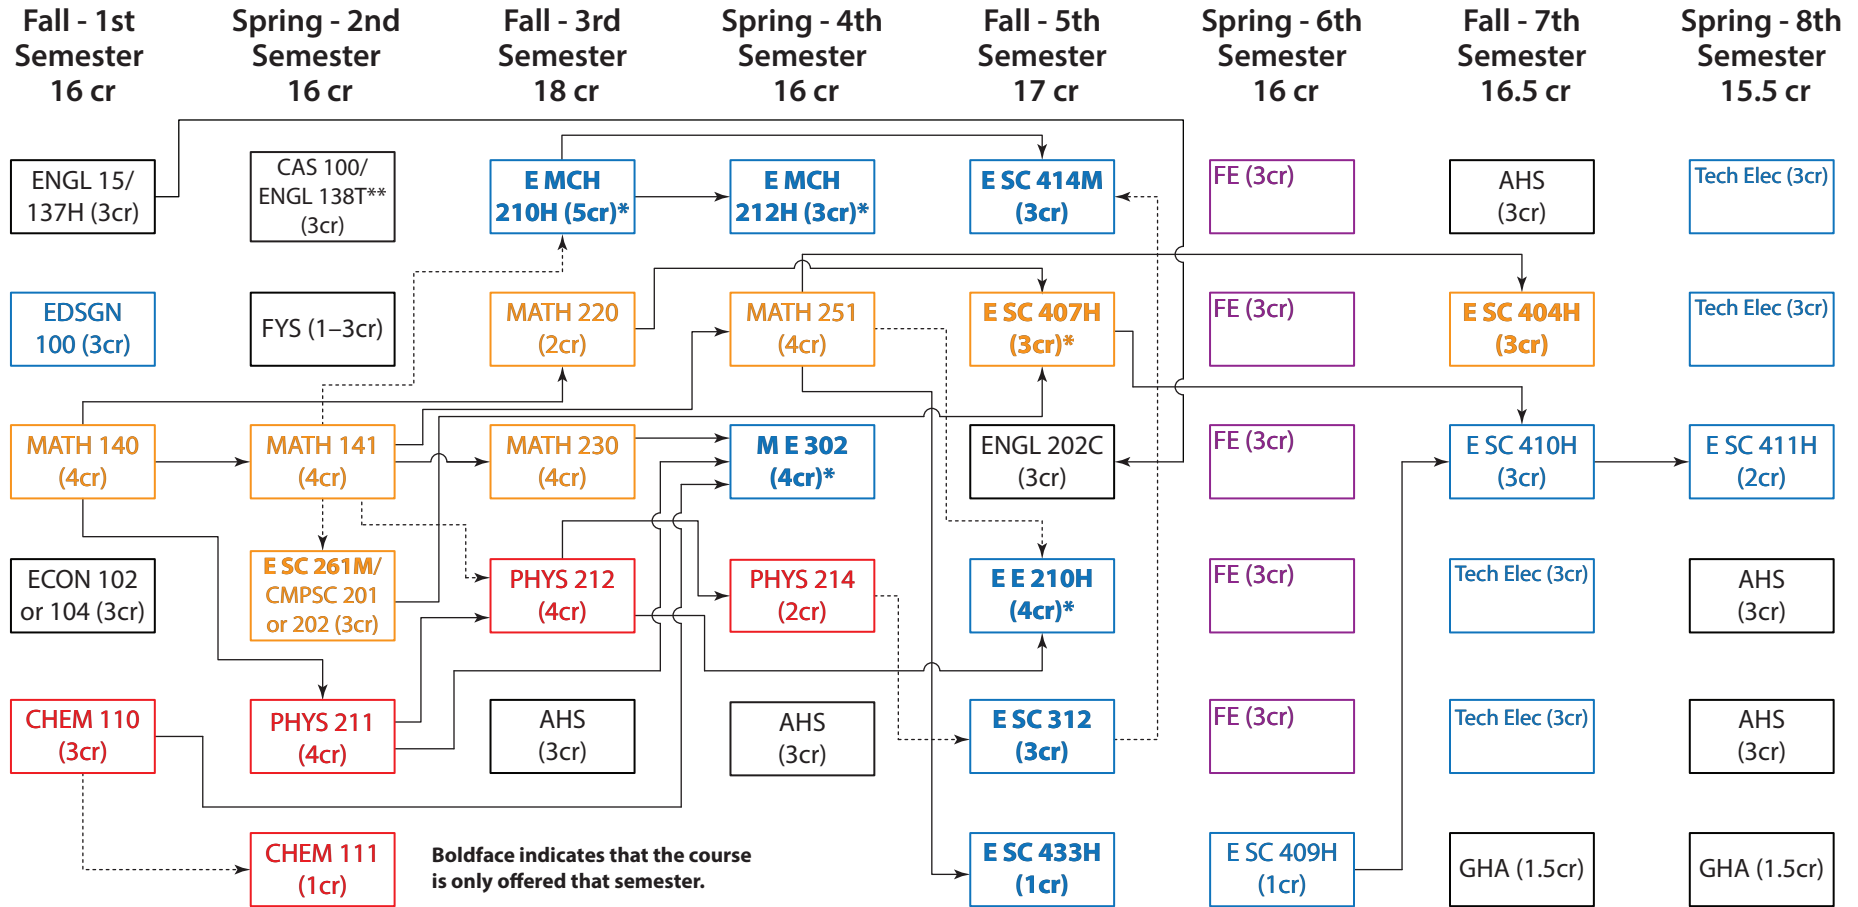 Fall - 1st
Semester
16 cr
Spring - 2nd
Semester
16 cr
Fall - 3rd
Semester
18 cr
Spring - 4th
Semester
16 cr
Fall - 5th
Semester
17 cr
Spring - 6th
Semester
16 cr
Fall - 7th
Semester
16.5 cr
Spring - 8th
Semester
15.5 cr
ENGL 15/
137H (3cr)
CAS 100/
ENGL 138T**
(3cr)
E MCH
210H (5cr)*
E MCH
212H (3cr)*
E SC 414M
(3cr)
FE (3cr)
AHS
(3cr)
Tech Elec (3cr)
EDSGN
100 (3cr)
FYS (1–3cr)
MATH 220
(2cr)
MATH 251
(4cr)
E SC 407H
(3cr)*
FE (3cr)
E SC 404H
(3cr)
Tech Elec (3cr)
MATH 140
(4cr)
MATH 141
(4cr)
MATH 230
(4cr)
M E 302
(4cr)*
ENGL 202C
(3cr)
FE (3cr)
E SC 410H
(3cr)
E SC 411H
(2cr)
ECON 102
or 104 (3cr)
E SC 261M/
CMPSC 201
or 202 (3cr)
PHYS 212
(4cr)
PHYS 214
(2cr)
E E 210H
(4cr)*
FE (3cr)
Tech Elec (3cr)
AHS
(3cr)
CHEM 110
(3cr)
PHYS 211
(4cr)
AHS
(3cr)
AHS
(3cr)
E SC 312
(3cr)
FE (3cr)
Tech Elec (3cr)
AHS
(3cr)
CHEM 111
(1cr)
Boldface indicates that the course
is only offered that semester.
E SC 433H
(1cr)
E SC 409H
(1cr)
GHA (1.5cr)
GHA (1.5cr)